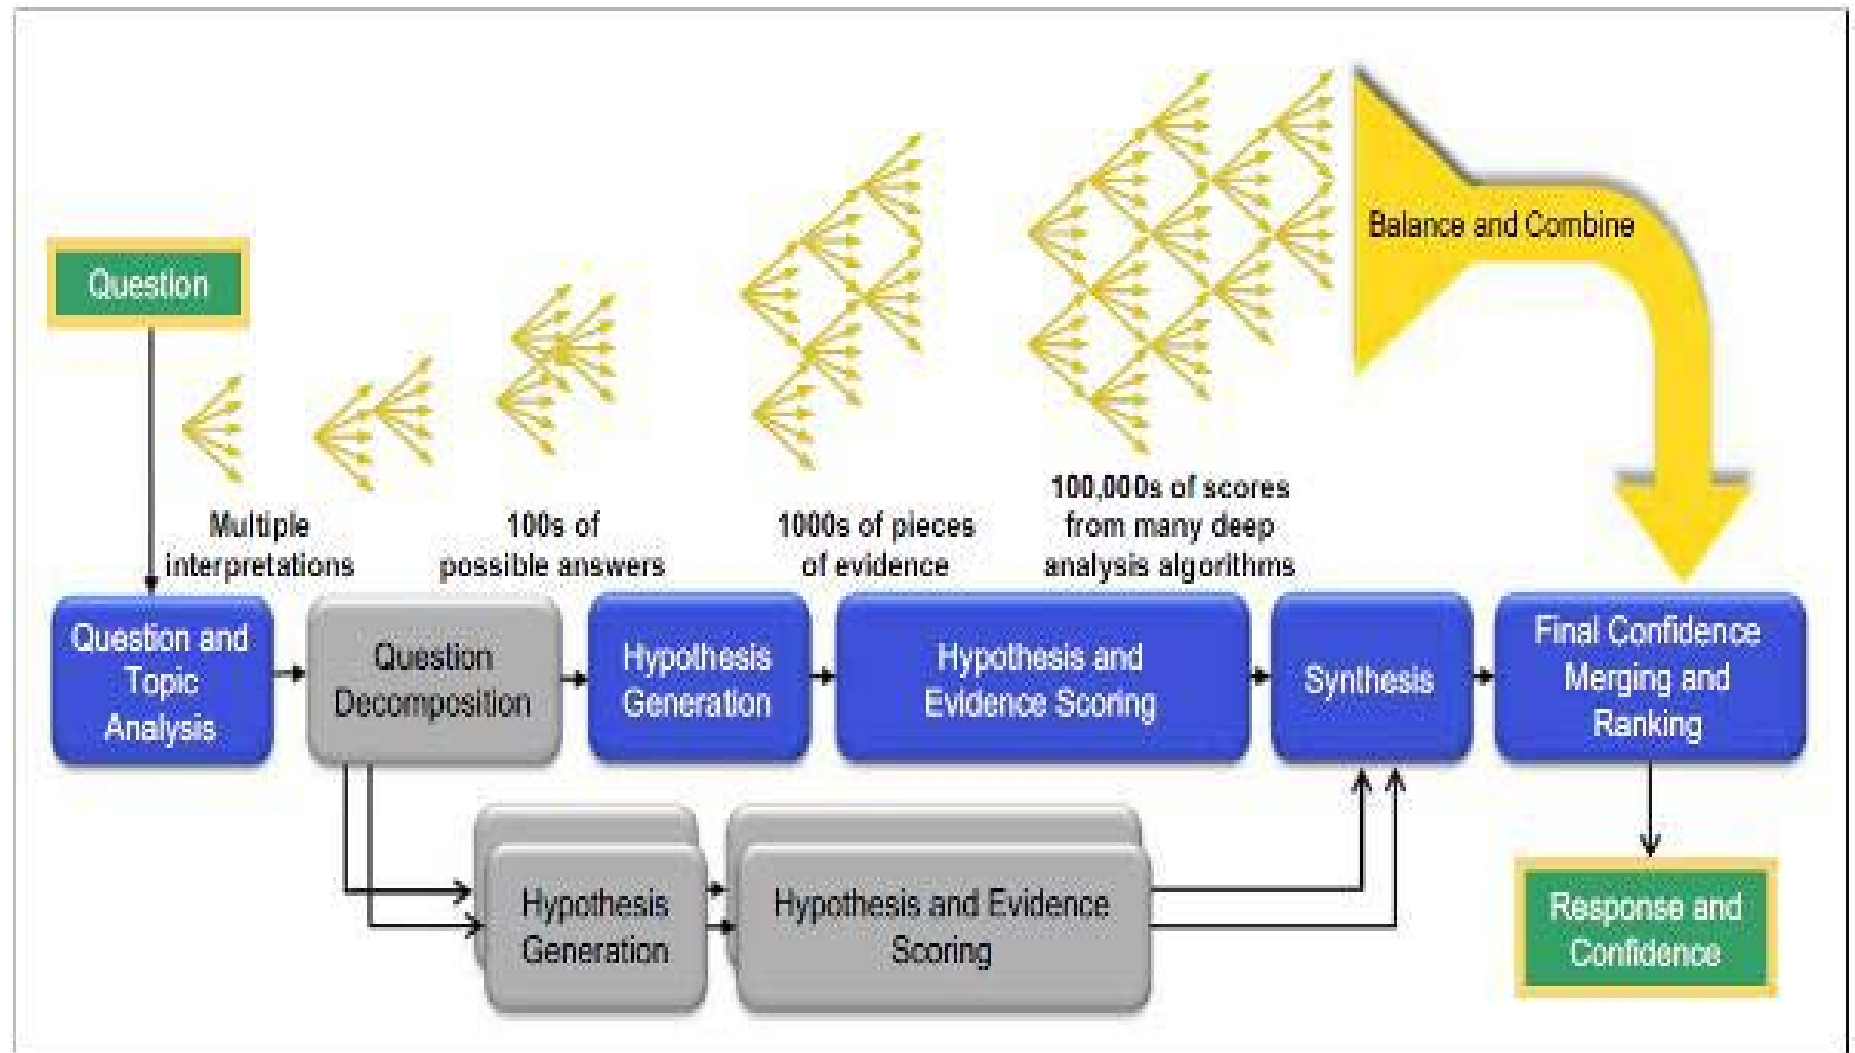 Question
Balance and Combine
Multiple
interpretations
100s of
possible answers
1000s of pieces
of evidence
100,000s of scores
from many deep
analysis algorithms
Question and
Topic
Analysis
Question
Decomposition
Hypothesis
Generation
Hypothesis and
Evidence Scoring
Synthesis
Final Confidence
Merging and
Ranking
Hypothesis
Generation
Hypothesis and Evidence
Scoring
Response and
Confidence